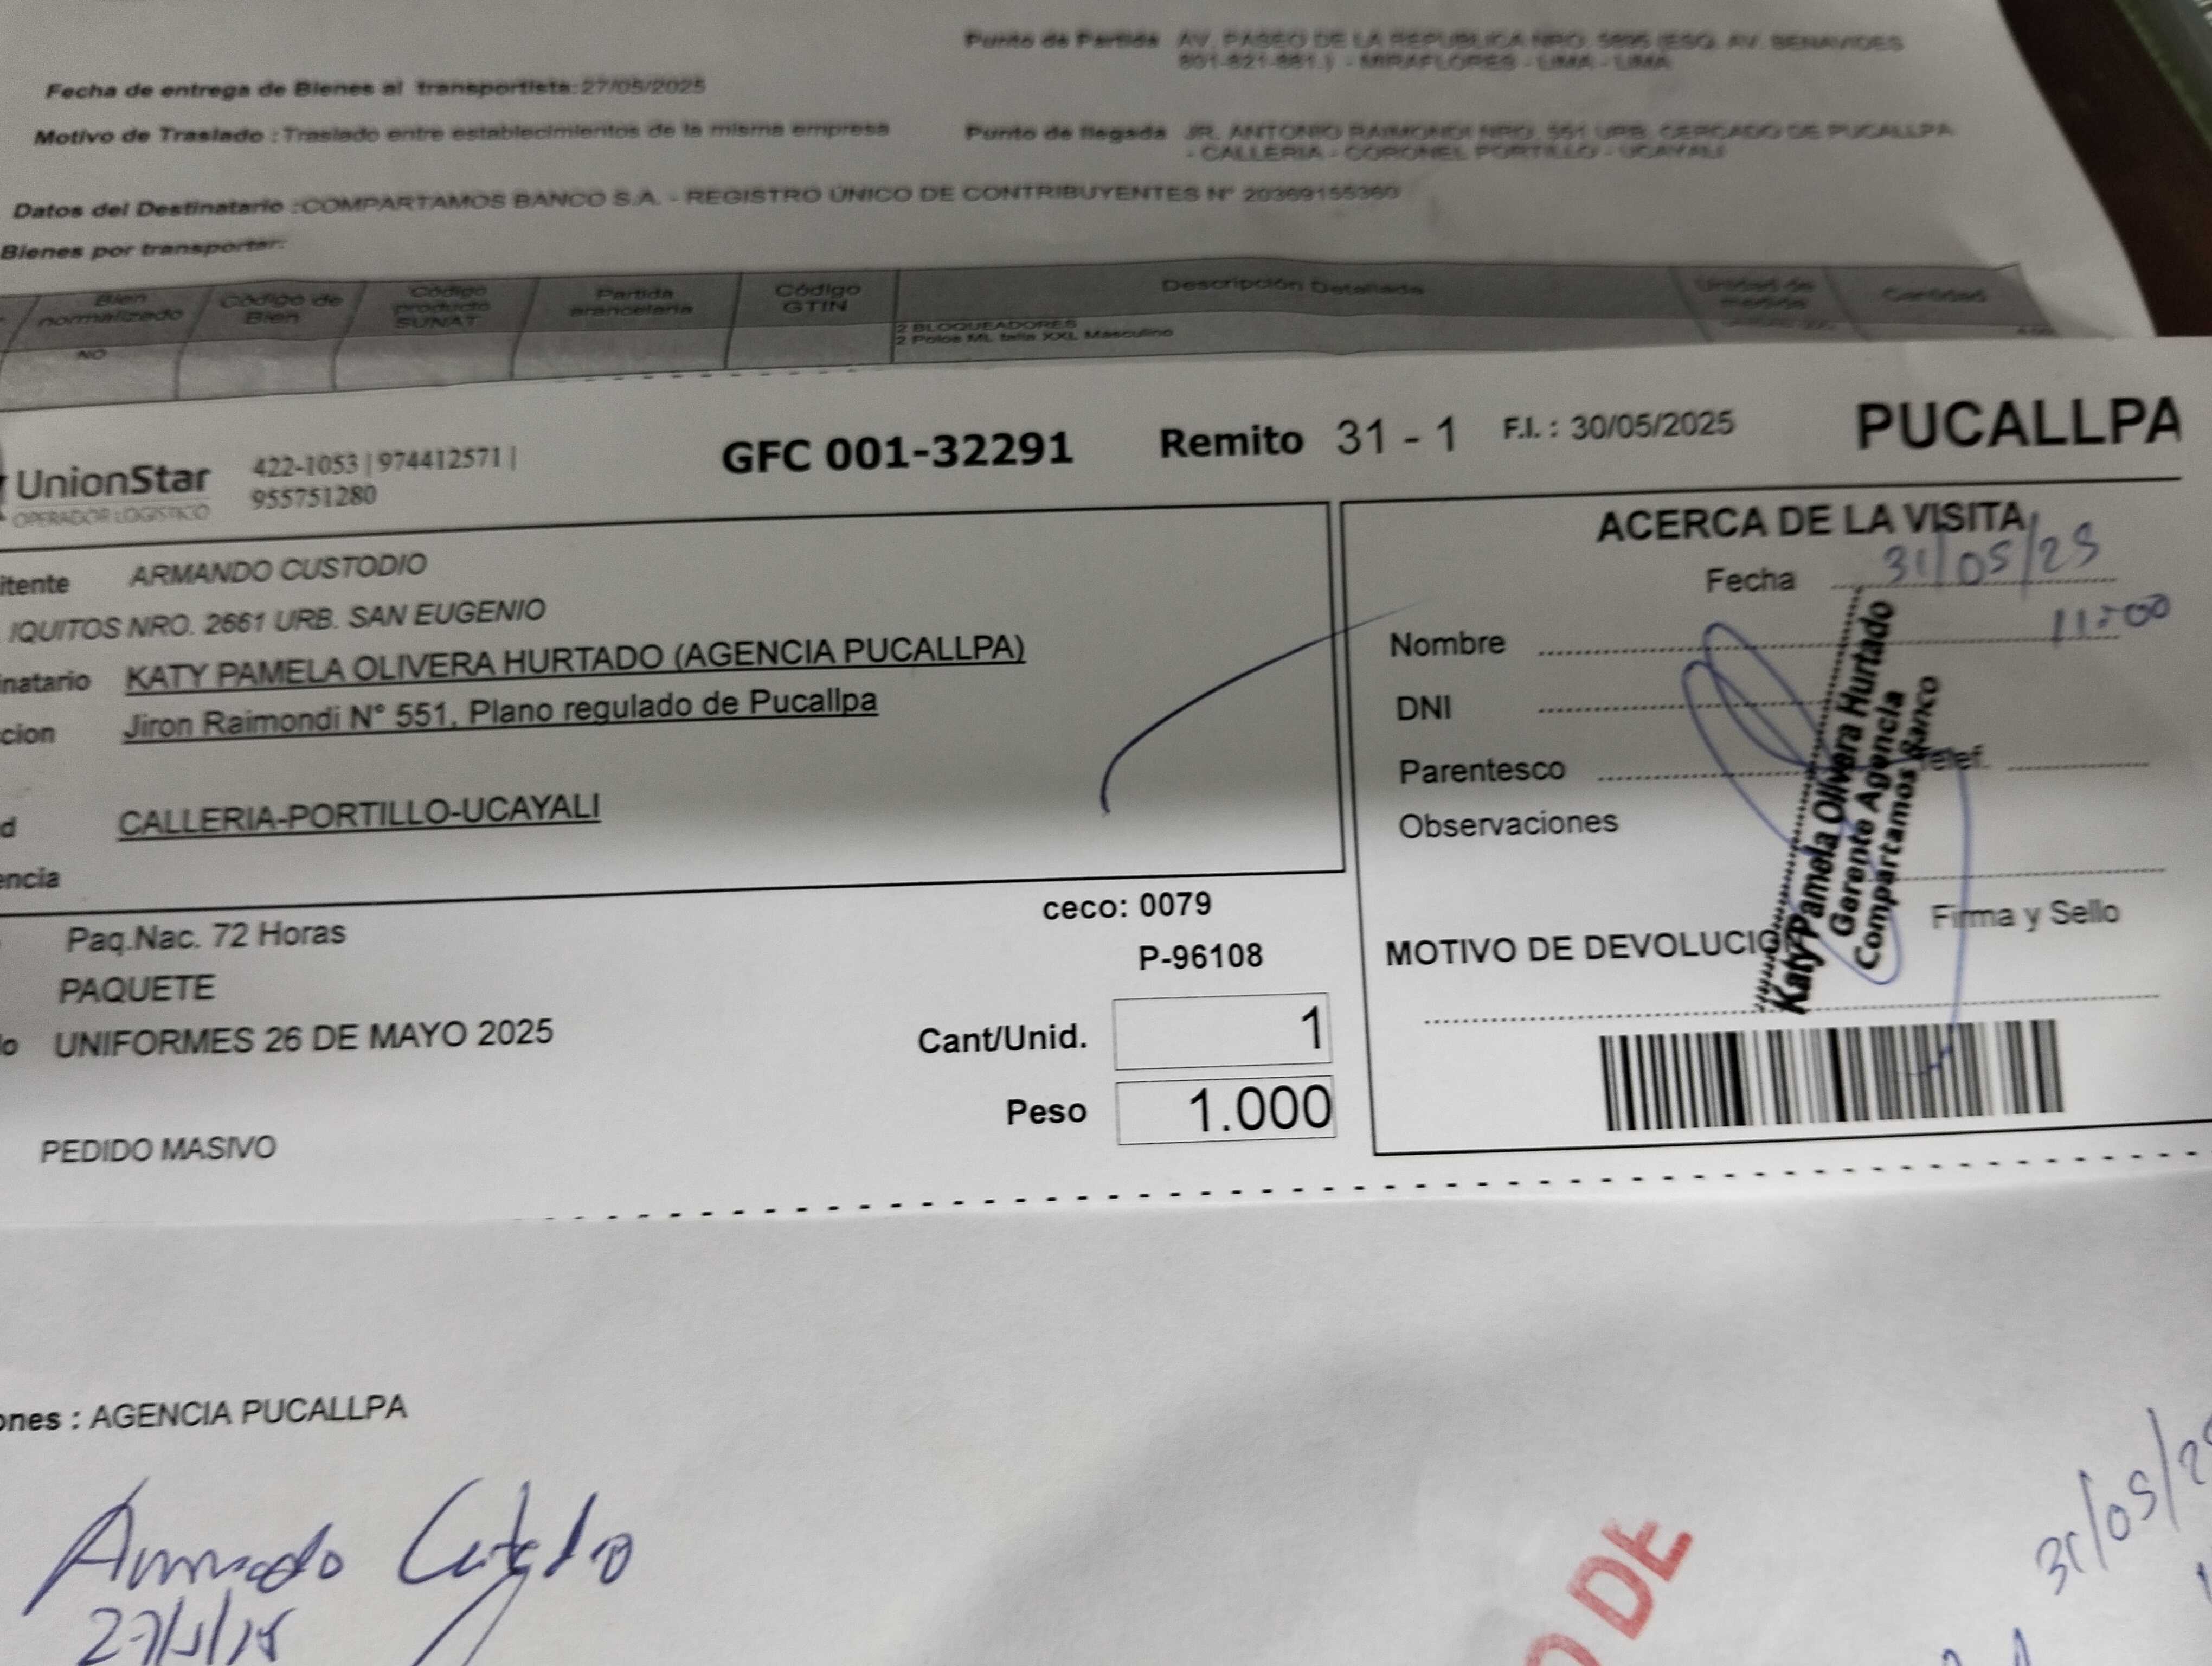 Punto de Partida AV. PASEO DE LA REPUBLICA NRO. 5895 (ESQ. AV. BENAVIDES
801-821-881.) - MIRAFLORES - LIMA - LIMA
Fecha de entrega de Bienes al transportista: 27/05/2025
Motivo de Traslado : Traslado entre establecimientos de la misma empresa
Punto de llegada JR. ANTONIO RAIMONDI NRO. 551 URB. CERCADO DE PUCALLPA
- CALLERIA - CORONEL PORTILLO - UCAYALI
Datos del Destinatario : COMPARTAMOS BANCO S.A. - REGISTRO ÚNICO DE CONTRIBUYENTES N° 20369155360
Bienes por transportar:
Bien normalizado Código de Bien Código producto SUNAT Partida arancelaria Código GTIN Descripción Detallada Unidad de medida Cantidad
NO
2 BLOQUEADORES
2 Polos ML talla XXL Masculino
UnionStar
OPERADOR LOGISTICO
422-1053 | 974412571 |
955751280
GFC 001-32291 Remito 31 - 1 F.I. : 30/05/2025 PUCALLPA
itente ARMANDO CUSTODIO
IQUITOS NRO. 2661 URB. SAN EUGENIO
natario KATY PAMELA OLIVERA HURTADO (AGENCIA PUCALLPA)
cion Jiron Raimondi N° 551, Plano regulado de Pucallpa
d CALLERIA-PORTILLO-UCAYALI
encia
Paq.Nac. 72 Horas
PAQUETE
lo UNIFORMES 26 DE MAYO 2025
PEDIDO MASIVO
ceco: 0079
P-96108
Cant/Unid. 1
Peso 1.000
ACERCA DE LA VISITA
Fecha 31/05/25
11:00
Nombre
DNI
Parentesco
Telef.
Observaciones
Firma y Sello
MOTIVO DE DEVOLUCIO
Katy Pamela Olivera Hurtado
Gerente Agencia
Compartamos Banco
ones : AGENCIA PUCALLPA
Armando Custodio
31/05/2
O DE